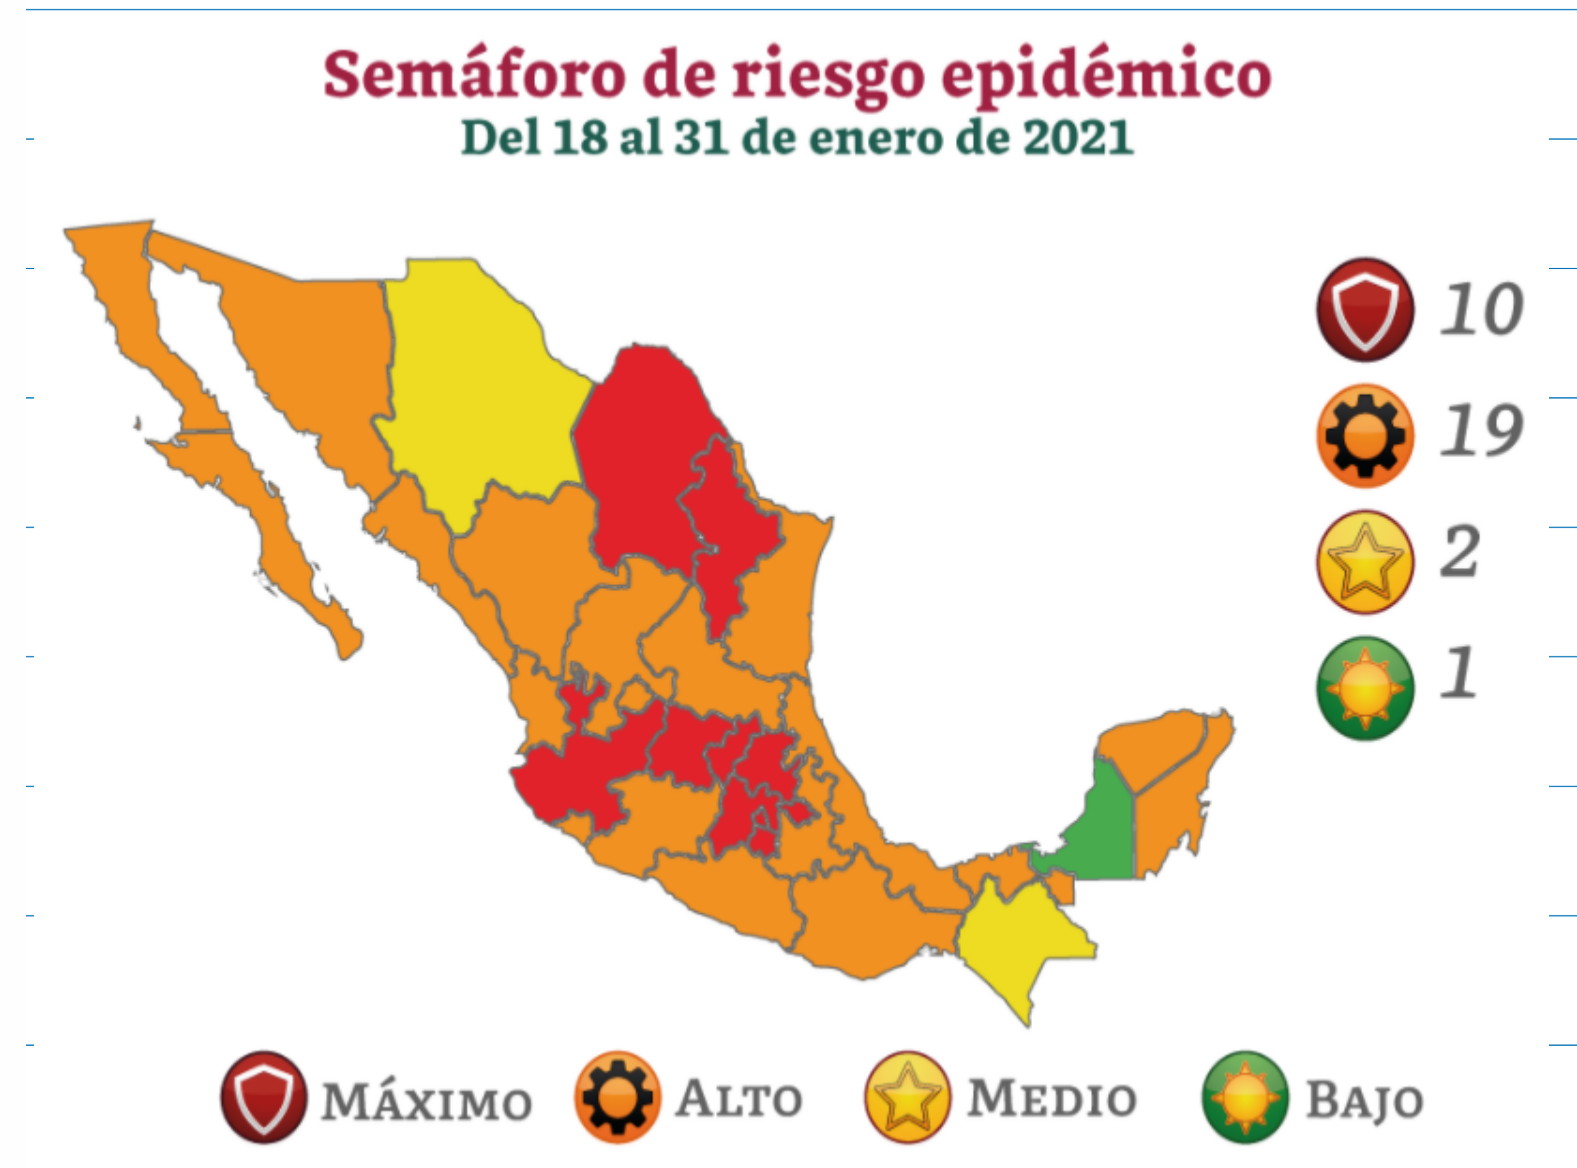 Semáforo de riesgo epidémico
Del 18 al 31 de enero de 2021
10
19
2
1
MÁXIMO
ALTO
MEDIO
BAJO